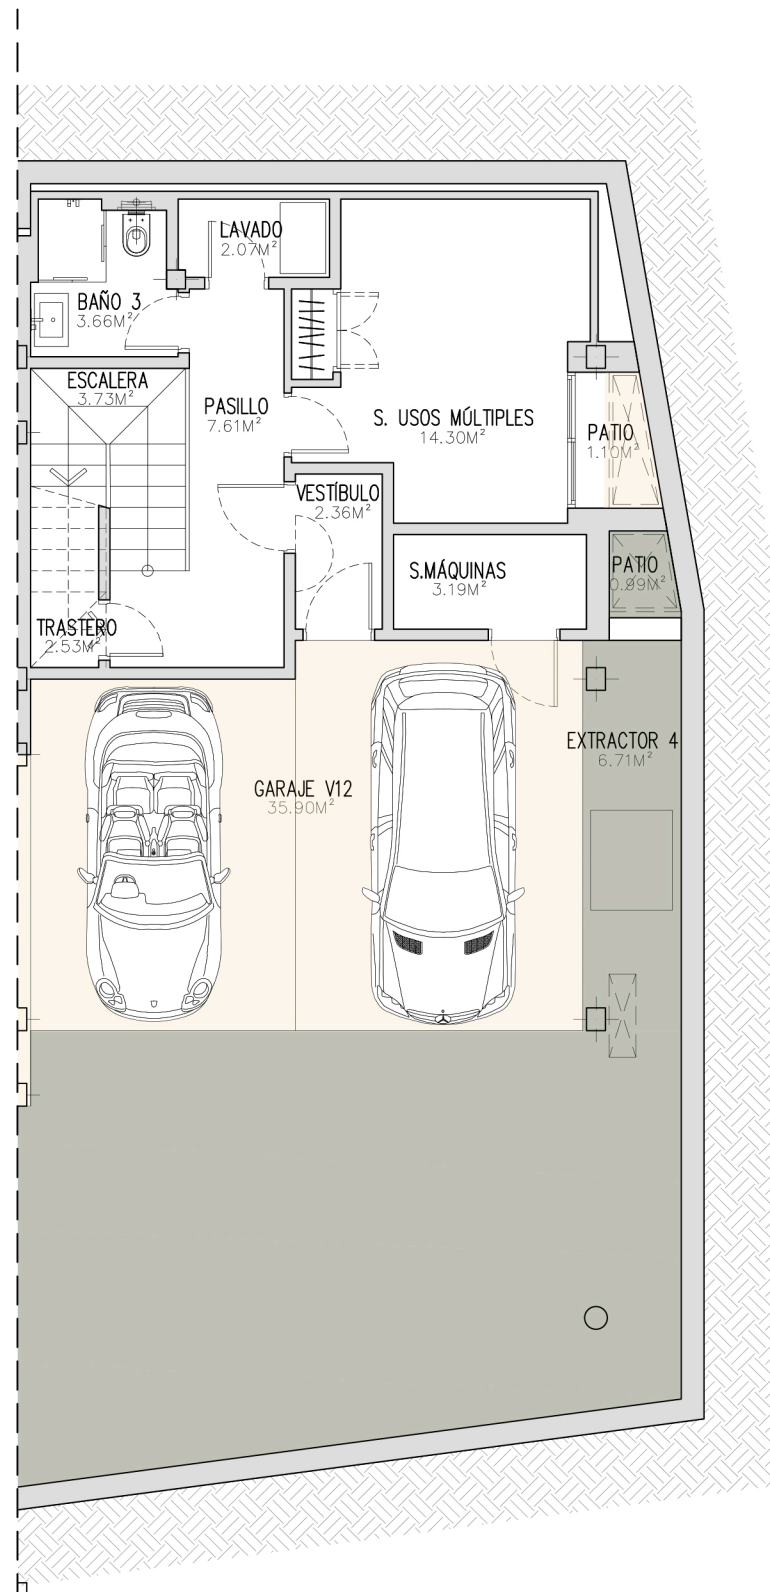 LAVADO
2.07M²
BAÑO 3
3.66M²
ESCALERA
3.73M²
PASILLO
7.61M²
S. USOS MÚLTIPLES
14.30M²
PATIO
1.10M²
VESTÍBULO
2.36M²
S.MÁQUINAS
3.19M²
PATIO
0.99M²
TRASTERO
2.53M²
EXTRACTOR 4
6.71M²
GARAJE V12
35.90M²